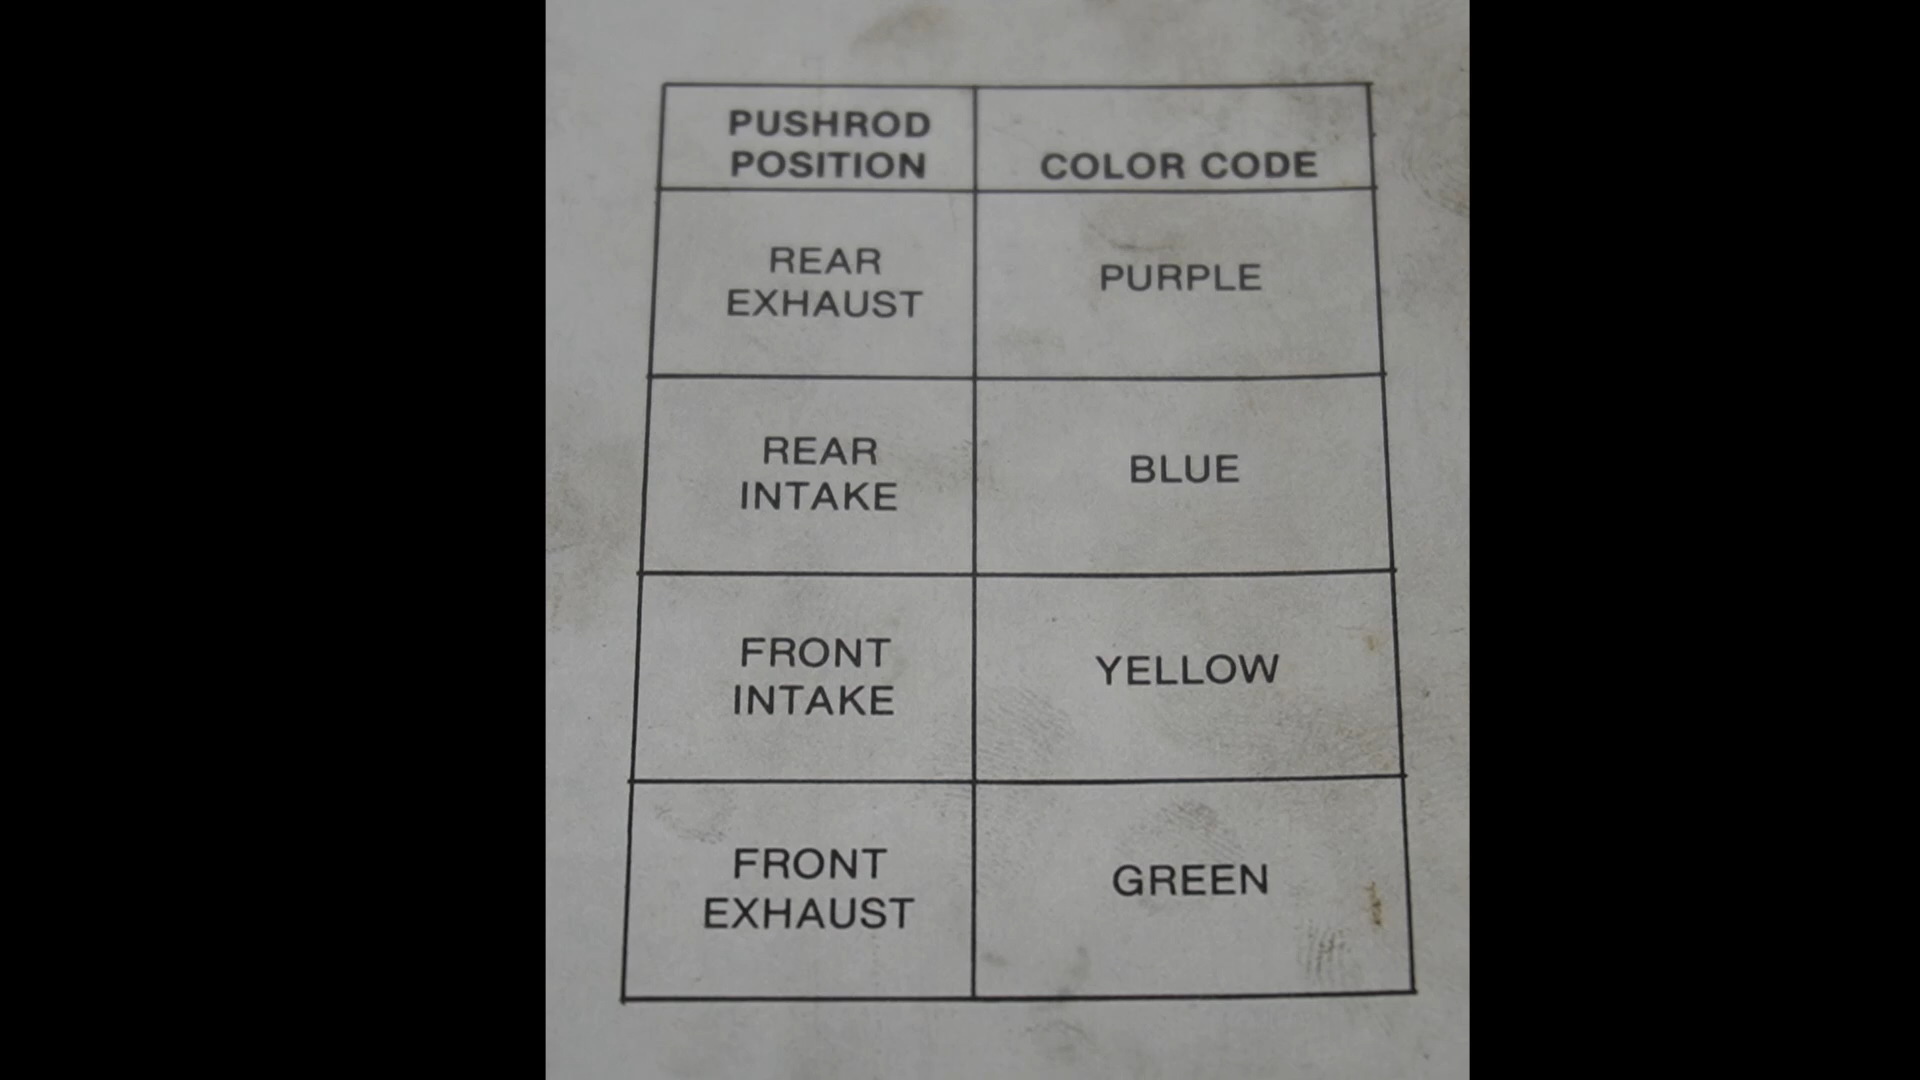 PUSHROD
POSITION
COLOR CODE
REAR
EXHAUST
PURPLE
REAR
INTAKE
BLUE
FRONT
INTAKE
YELLOW
FRONT
EXHAUST
GREEN